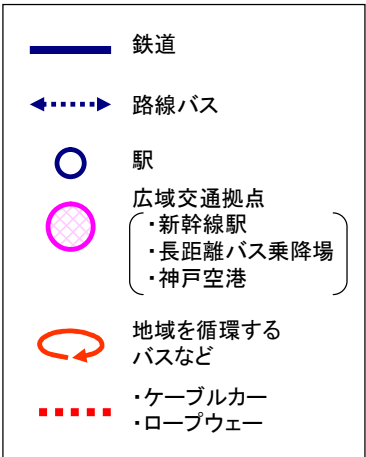 鉄道
路線バス
駅
広域交通拠点
・新幹線駅
・長距離バス乗降場
・神戸空港
地域を循環する
バスなど
・ケーブルカー
・ロープウェー